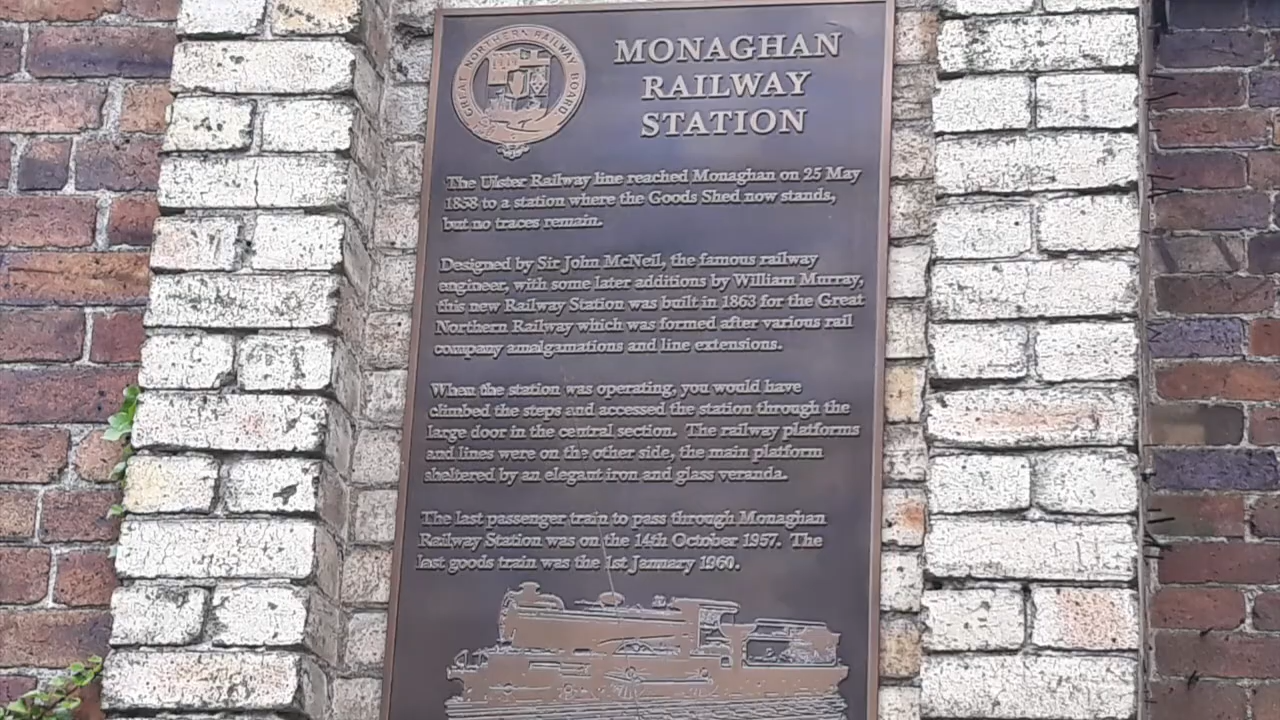 GREAT NORTHERN RAILWAY BOARD
MONAGHAN
RAILWAY
STATION
The Ulster Railway line reached Monaghan on 25 May
1858 to a station where the Goods Shed now stands,
but no traces remain.
Designed by Sir John McNeil, the famous railway
engineer, with some later additions by William Murray,
this new Railway Station was built in 1863 for the Great
Northern Railway which was formed after various rail
company amalgamations and line extensions.
When the station was operating, you would have
climbed the steps and accessed the station through the
large door in the central section. The railway platforms
and lines were on the other side, the main platform
sheltered by an elegant iron and glass veranda.
The last passenger train to pass through Monaghan
Railway Station was on the 14th October 1957. The
last goods train was the 1st January 1960.